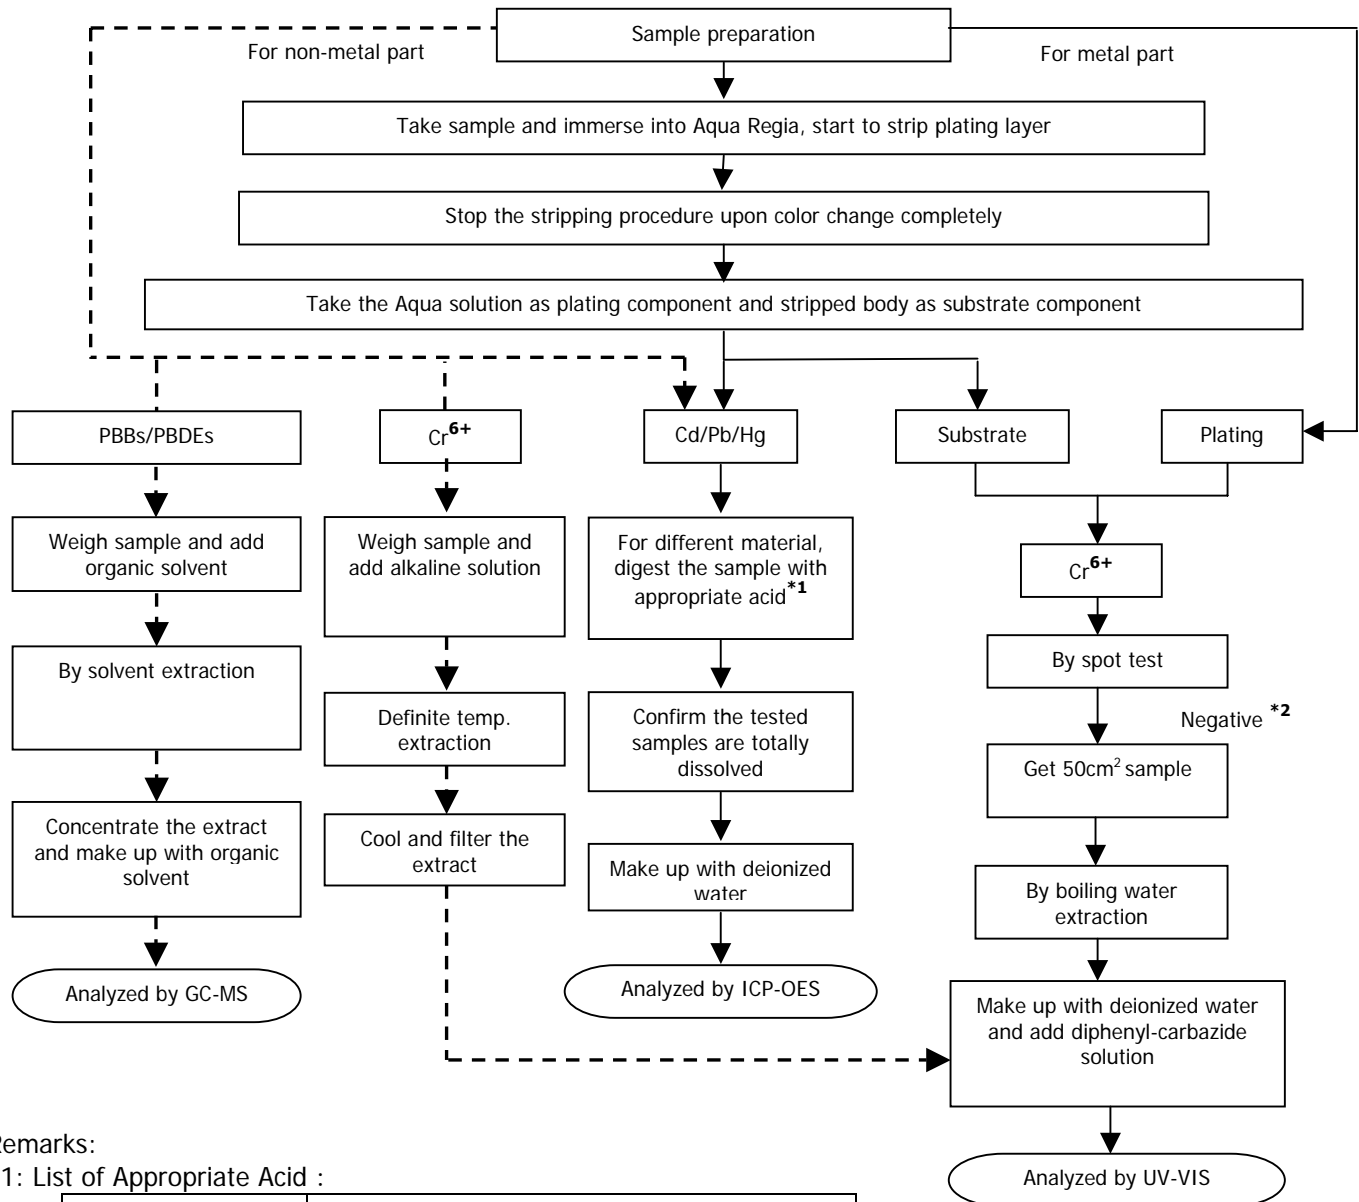 Sample preparation
For non-metal part
For metal part
Take sample and immerse into Aqua Regia, start to strip plating layer
Stop the stripping procedure upon color change completely
Take the Aqua solution as plating component and stripped body as substrate component
PBBs/PBDEs
Cr6+
Cd/Pb/Hg
Substrate
Plating
Weigh sample and add
organic solvent
Weigh sample and
add alkaline solution
For different material,
digest the sample with
appropriate acid*1
Cr6+
By solvent extraction
Definite temp.
extraction
Confirm the tested
samples are totally
dissolved
By spot test
Negative *2
Get 50cm2 sample
Concentrate the extract
and make up with organic
solvent
Cool and filter the
extract
Make up with deionized
water
By boiling water
extraction
Analyzed by GC-MS
Analyzed by ICP-OES
Make up with deionized water
and add diphenyl-carbazide
solution
Analyzed by UV-VIS
Remarks:
1: List of Appropriate Acid :